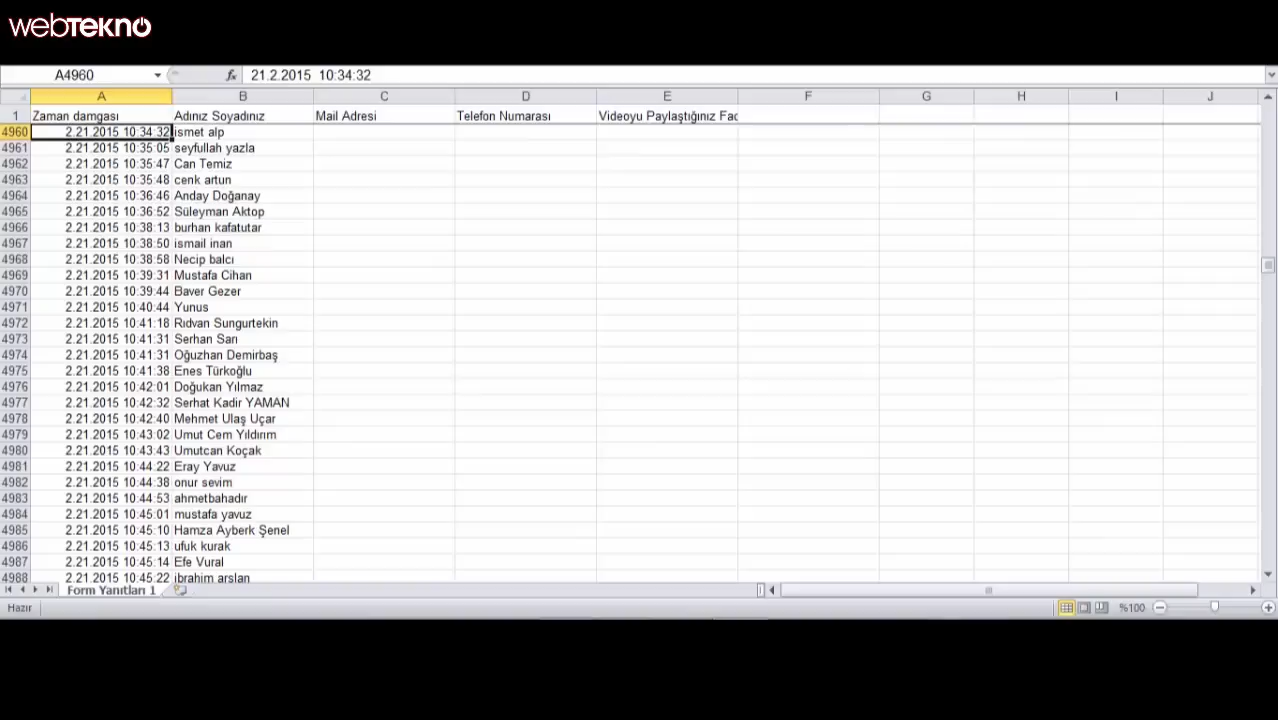 webTEKNO
A4960 fx 21.2.2015 10:34:32
A B C D E F G H I J
1 Zaman damgası Adınız Soyadınız Mail Adresi Telefon Numarası Videoyu Paylaştığınız Fac
4960 2.21.2015 10:34:32 ismet alp
4961 2.21.2015 10:35:05 seyfullah yazla
4962 2.21.2015 10:35:47 Can Temiz
4963 2.21.2015 10:35:48 cenk artun
4964 2.21.2015 10:36:46 Anday Doğanay
4965 2.21.2015 10:36:52 Süleyman Aktop
4966 2.21.2015 10:38:13 burhan kafatutar
4967 2.21.2015 10:38:50 ismail inan
4968 2.21.2015 10:38:58 Necip balcı
4969 2.21.2015 10:39:31 Mustafa Cihan
4970 2.21.2015 10:39:44 Baver Gezer
4971 2.21.2015 10:40:44 Yunus
4972 2.21.2015 10:41:18 Rıdvan Sungurtekin
4973 2.21.2015 10:41:31 Serhan Sarı
4974 2.21.2015 10:41:31 Oğuzhan Demirbaş
4975 2.21.2015 10:41:38 Enes Türkoğlu
4976 2.21.2015 10:42:01 Doğukan Yılmaz
4977 2.21.2015 10:42:32 Serhat Kadir YAMAN
4978 2.21.2015 10:42:40 Mehmet Ulaş Uçar
4979 2.21.2015 10:43:02 Umut Cem Yıldırım
4980 2.21.2015 10:43:43 Umutcan Koçak
4981 2.21.2015 10:44:22 Eray Yavuz
4982 2.21.2015 10:44:38 onur sevim
4983 2.21.2015 10:44:53 ahmetbahadır
4984 2.21.2015 10:45:01 mustafa yavuz
4985 2.21.2015 10:45:10 Hamza Ayberk Şenel
4986 2.21.2015 10:45:13 ufuk kurak
4987 2.21.2015 10:45:14 Efe Vural
4988 2.21.2015 10:45:22 ibrahim arslan
Form Yanıtları 1
Hazır %100